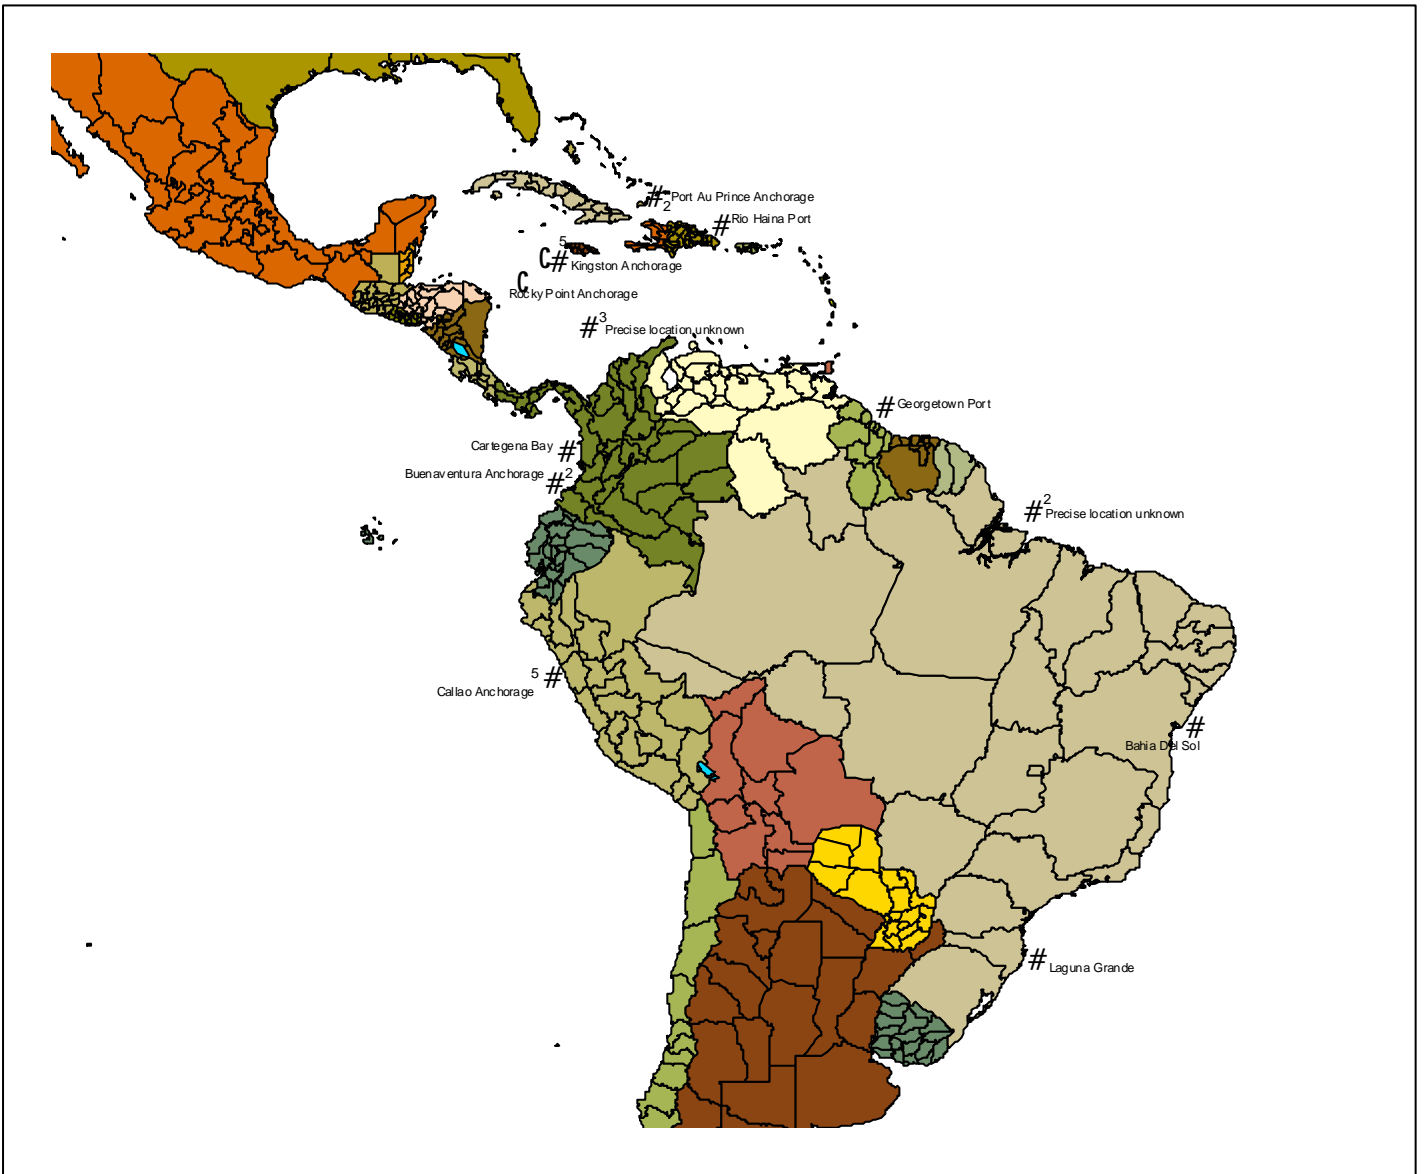 # Port Au Prince Anchorage
2
# Rio Haina Port
5
C# Kingston Anchorage
C
Rocky Point Anchorage
#3 Precise location unknown
# Georgetown Port
Cartegena Bay #
Buenaventura Anchorage #2
#2 Precise location unknown
5 #
Callao Anchorage
#
Bahia Del Sol
# Laguna Grande